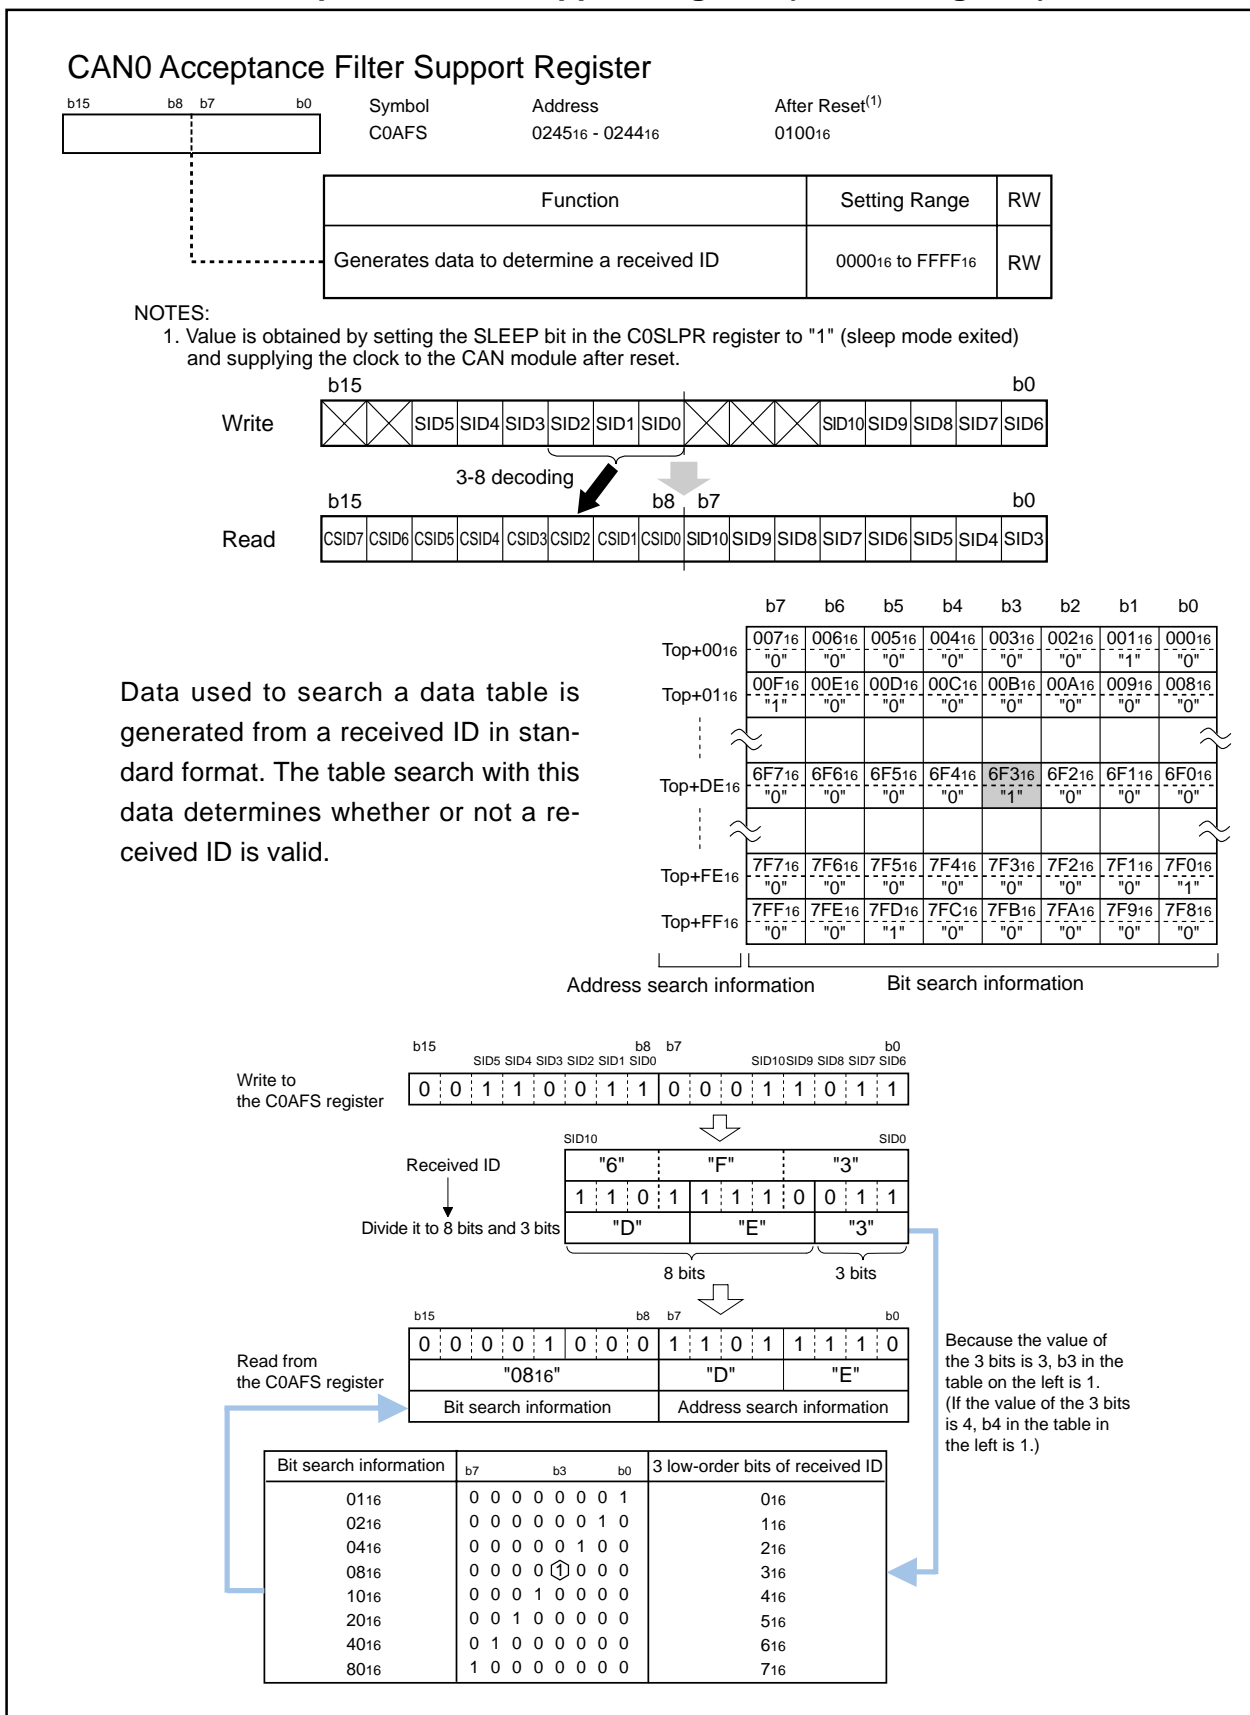 CAN0 Acceptance Filter Support Register
b15 b8 b7 b0
Symbol Address After Reset(1)
C0AFS 024516 - 024416 010016
Function Setting Range RW
Generates data to determine a received ID 000016 to FFFF16 RW
NOTES:
1. Value is obtained by setting the SLEEP bit in the C0SLPR register to "1" (sleep mode exited)
and supplying the clock to the CAN module after reset.
b15 b0
Write SID5 SID4 SID3 SID2 SID1 SID0 SID10 SID9 SID8 SID7 SID6
3-8 decoding
b15 b8 b7 b0
Read CSID7 CSID6 CSID5 CSID4 CSID3 CSID2 CSID1 CSID0 SID10 SID9 SID8 SID7 SID6 SID5 SID4 SID3
Data used to search a data table is
generated from a received ID in stan-
dard format. The table search with this
data determines whether or not a re-
ceived ID is valid.
b7 b6 b5 b4 b3 b2 b1 b0
Top+0016 00716 00616 00516 00416 00316 00216 00116 00016
"0" "0" "0" "0" "0" "0" "1" "0"
Top+0116 00F16 00E16 00D16 00C16 00B16 00A16 00916 00816
"1" "0" "0" "0" "0" "0" "0" "0"
Top+DE16 6F716 6F616 6F516 6F416 6F316 6F216 6F116 6F016
"0" "0" "0" "0" "1" "0" "0" "0"
Top+FE16 7F716 7F616 7F516 7F416 7F316 7F216 7F116 7F016
"0" "0" "0" "0" "0" "0" "0" "1"
Top+FF16 7FF16 7FE16 7FD16 7FC16 7FB16 7FA16 7F916 7F816
"0" "0" "1" "0" "0" "0" "0" "0"
Address search information Bit search information
b15 b8 b7 b0
SID5 SID4 SID3 SID2 SID1 SID0 SID10 SID9 SID8 SID7 SID6
Write to
the C0AFS register
0 0 1 1 0 0 1 1 0 0 0 1 1 0 1 1
SID10 SID0
Received ID "6" "F" "3"
1 1 0 1 1 1 1 0 0 1 1
Divide it to 8 bits and 3 bits "D" "E" "3"
8 bits 3 bits
b15 b8 b7 b0
0 0 0 0 1 0 0 0 1 1 0 1 1 1 1 0
Read from
the C0AFS register
"0816" "D" "E"
Bit search information Address search information
Because the value of
the 3 bits is 3, b3 in the
table on the left is 1.
(If the value of the 3 bits
is 4, b4 in the table in
the left is 1.)
Bit search information b7 b3 b0 3 low-order bits of received ID
0116 0 0 0 0 0 0 0 1 016
0216 0 0 0 0 0 0 1 0 116
0416 0 0 0 0 0 1 0 0 216
0816 0 0 0 0 1 0 0 0 316
1016 0 0 0 1 0 0 0 0 416
2016 0 0 1 0 0 0 0 0 516
4016 0 1 0 0 0 0 0 0 616
8016 1 0 0 0 0 0 0 0 716